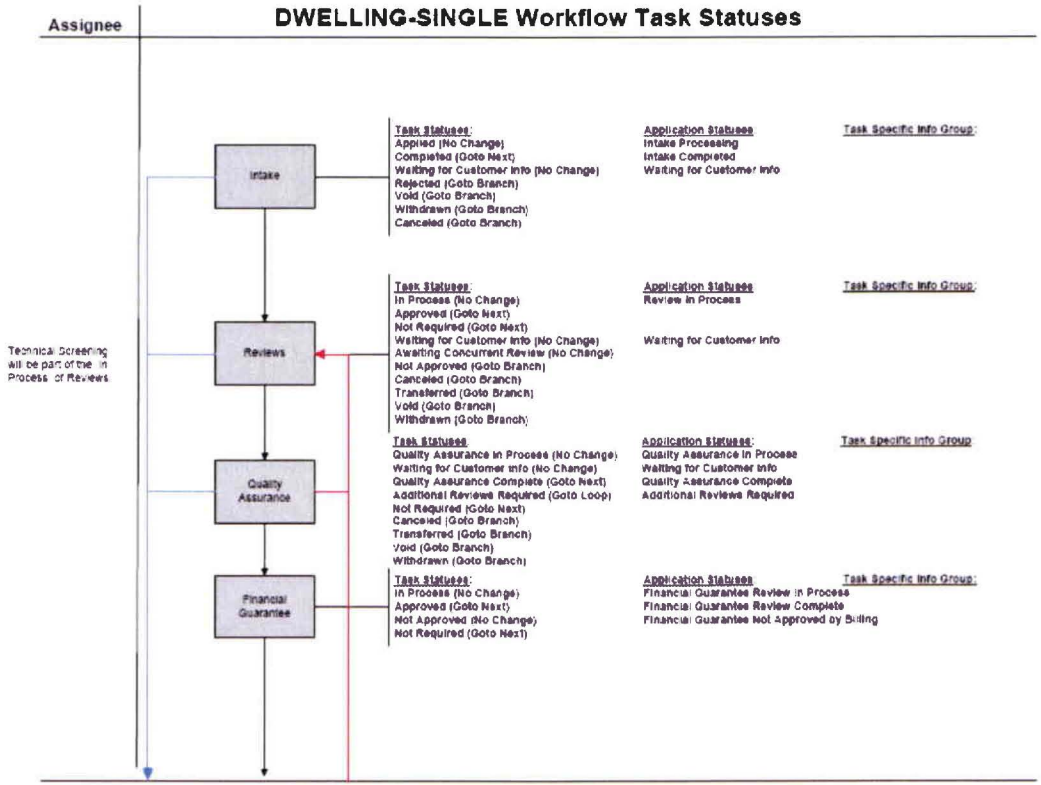 DWELLING-SINGLE Workflow Task Statuses
Assignee
Task Statuses:
Applied (No Change)
Completed (Goto Next)
Waiting for Customer Info (No Change)
Rejected (Goto Branch)
Void (Goto Branch)
Withdrawn (Goto Branch)
Canceled (Goto Branch)
Application Statuses:
Intake Processing
Intake Completed
Waiting for Customer Info
Task Specific Info Group:
Intake
Task Statuses:
In Process (No Change)
Approved (Goto Next)
Not Required (Goto Next)
Waiting for Customer Info (No Change)
Awaiting Concurrent Review (No Change)
Not Approved (Goto Branch)
Canceled (Goto Branch)
Transferred (Goto Branch)
Void (Goto Branch)
Withdrawn (Goto Branch)
Application Statuses
Review In Process
Waiting for Customer Info
Task Specific Info Group:
Reviews
Technical Screening
will be part of the In
Process of Reviews
Task Statuses
Quality Assurance In Process (No Change)
Waiting for Customer Info (No Change)
Quality Assurance Complete (Goto Next)
Additional Reviews Required (Goto Loop)
Not Required (Goto Next)
Canceled (Goto Branch)
Transferred (Goto Branch)
Void (Goto Branch)
Withdrawn (Goto Branch)
Application Statuses:
Quality Assurance In Process
Waiting for Customer Info
Quality Assurance Complete
Additional Reviews Required
Task Specific Info Group
Quality
Assurance
Task Statuses:
In Process (No Change)
Approved (Goto Next)
Not Approved (No Change)
Not Required (Goto Next)
Application Statuses:
Financial Guarantee Review In Process
Financial Guarantee Review Complete
Financial Guarantee Not Approved by Billing
Task Specific Info Group:
Financial
Guarantee